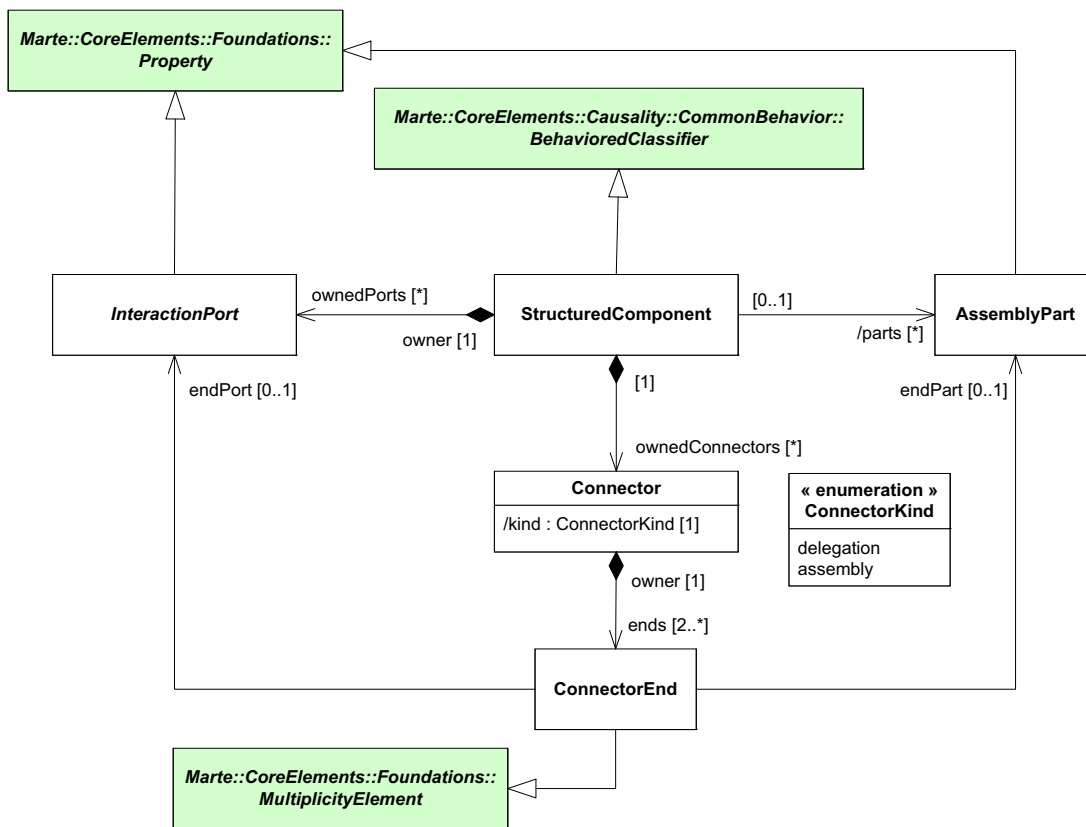 Marte::CoreElements::Foundations::
Property
Marte::CoreElements::Causality::CommonBehavior::
BehavioredClassifier
InteractionPort
ownedPorts [*]
owner [1]
StructuredComponent
[0..1]
/parts [*]
AssemblyPart
endPort [0..1]
[1]
endPart [0..1]
ownedConnectors [*]
Connector
/kind : ConnectorKind [1]
« enumeration »
ConnectorKind
delegation
assembly
owner [1]
ends [2..*]
ConnectorEnd
Marte::CoreElements::Foundations::
MultiplicityElement